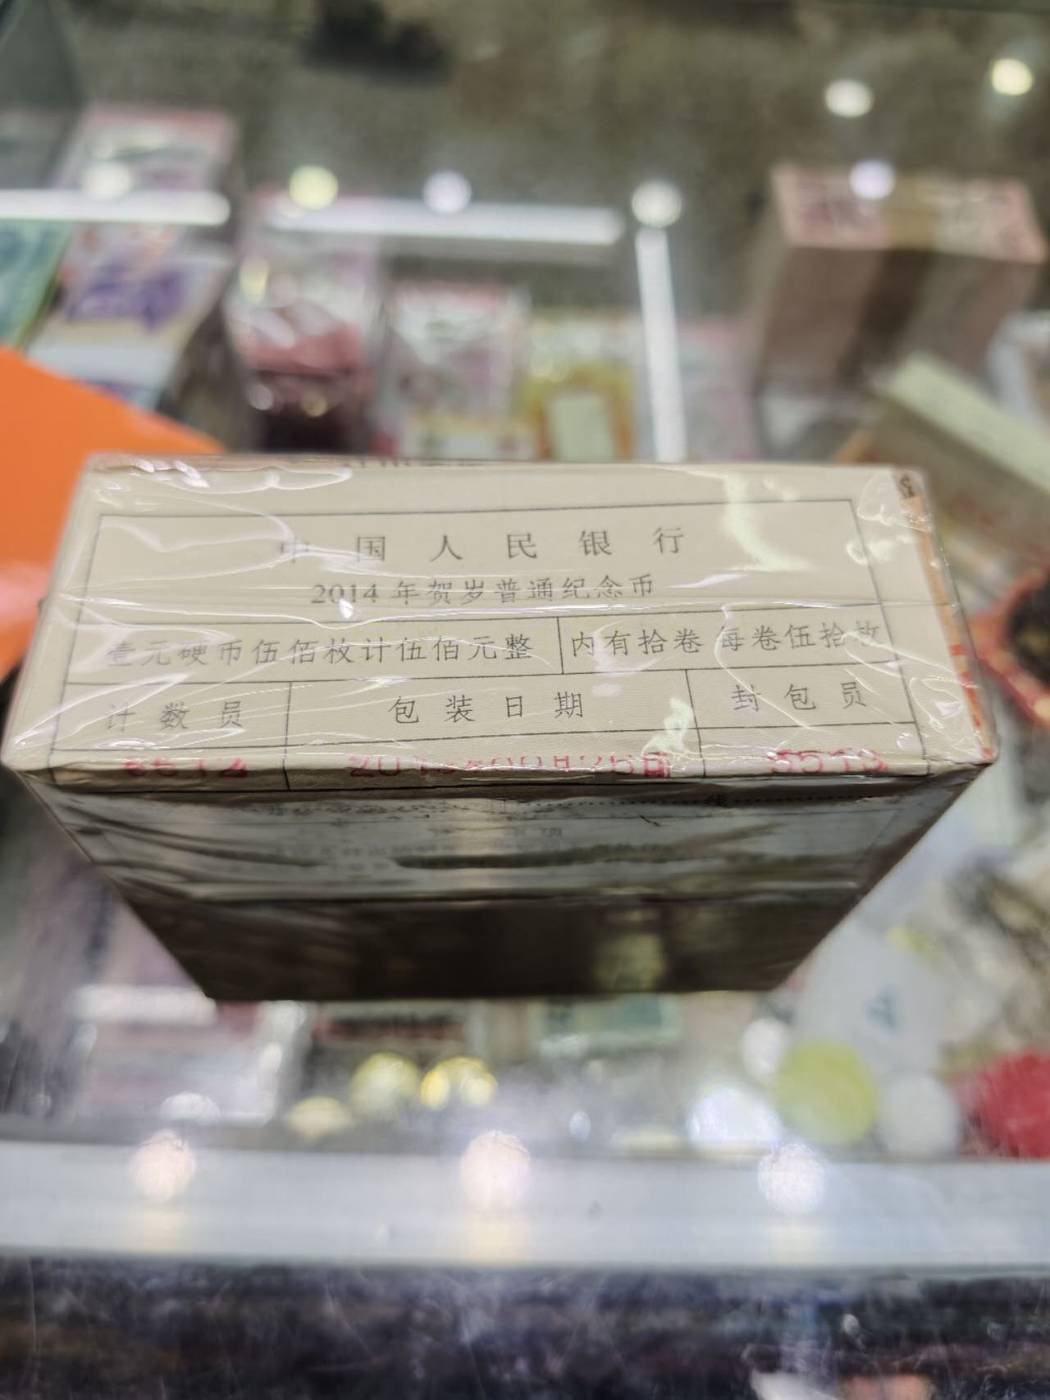 中国人民银行
2014年贺岁普通纪念币
壹元硬币伍佰枚计伍佰元整 内有拾卷 每卷伍拾枚
计数员 包装日期 封包员